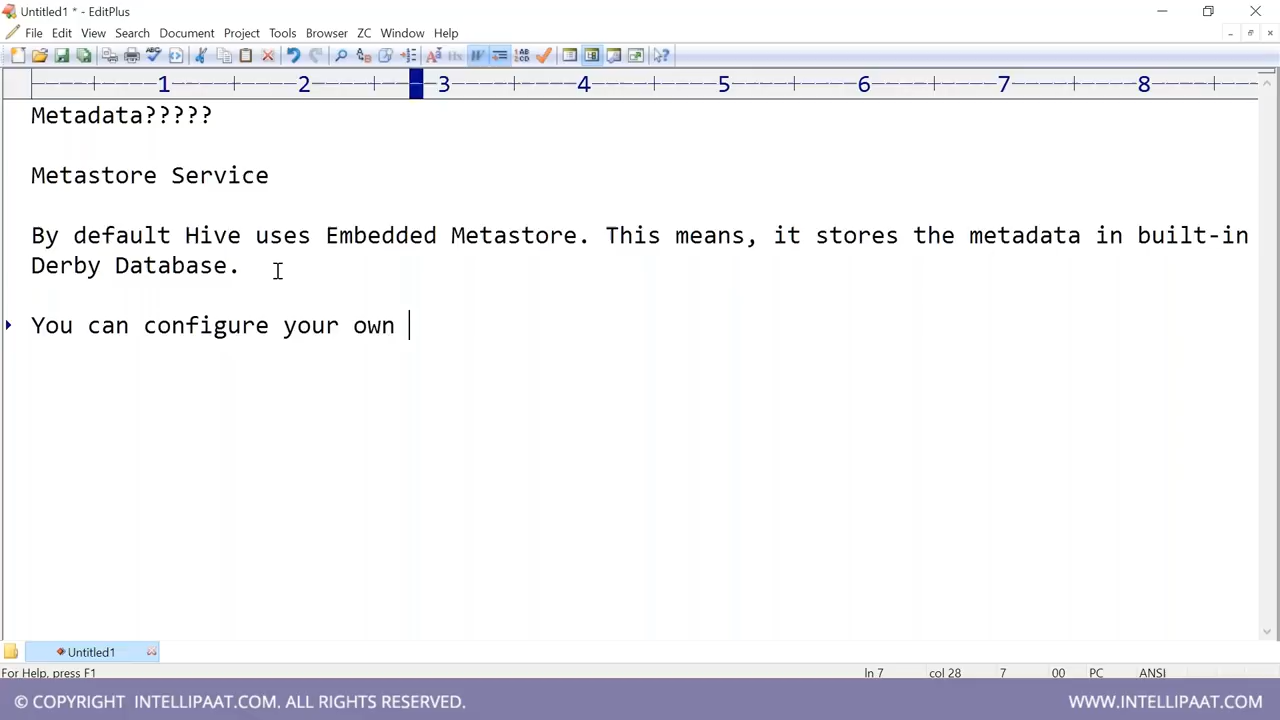 Untitled1 * - EditPlus
File Edit View Search Document Project Tools Browser ZC Window Help
1 2 3 4 5 6 7 8
Metadata?????
Metastore Service
By default Hive uses Embedded Metastore. This means, it stores the metadata in built-in
Derby Database.
You can configure your own
Untitled1
For Help, press F1 ln 7 col 28 7 00 PC ANSI
© COPYRIGHT INTELLIPAAT.COM. ALL RIGHTS RESERVED. WWW.INTELLIPAAT.COM